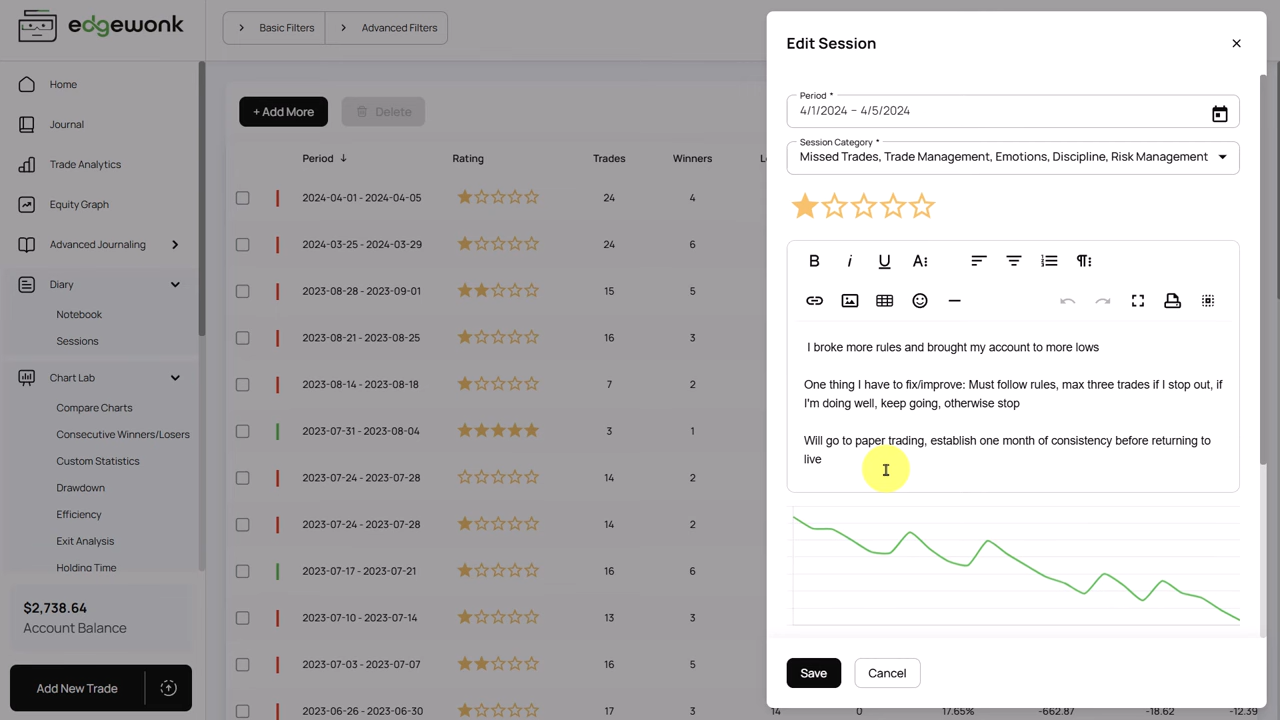 edgewonk
Basic Filters
Advanced Filters
Edit Session
Home
Journal
Trade Analytics
Equity Graph
Advanced Journaling
Diary
Notebook
Sessions
Chart Lab
Compare Charts
Consecutive Winners/Losers
Custom Statistics
Drawdown
Efficiency
Exit Analysis
Holding Time
$2,738.64
Account Balance
Add New Trade
+ Add More
Delete
Period Rating Trades Winners
2024-04-01 - 2024-04-05 24 4
2024-03-25 - 2024-03-29 24 6
2023-08-28 - 2023-09-01 15 5
2023-08-21 - 2023-08-25 16 3
2023-08-14 - 2023-08-18 7 2
2023-07-31 - 2023-08-04 3 1
2023-07-24 - 2023-07-28 14 2
2023-07-24 - 2023-07-28 14 2
2023-07-17 - 2023-07-21 16 6
2023-07-10 - 2023-07-14 13 3
2023-07-03 - 2023-07-07 16 5
2023-06-26 - 2023-06-30 16 3 14 0 17.65% -662.87 -18.62 -12.39
Period *
4/1/2024 – 4/5/2024
Session Category *
Missed Trades, Trade Management, Emotions, Discipline, Risk Management
I broke more rules and brought my account to more lows
One thing I have to fix/improve: Must follow rules, max three trades if I stop out, if
I'm doing well, keep going, otherwise stop
Will go to paper trading, establish one month of consistency before returning to
live
Save
Cancel